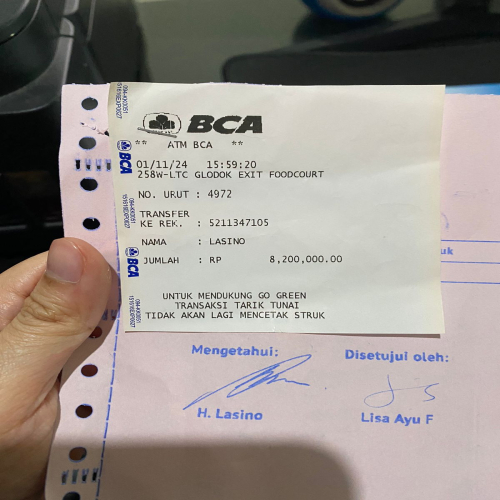 BCA
** ATM BCA **
01/11/24 15:59:20
258W-LTC GLODOK EXIT FOODCOURT
NO. URUT : 4972
TRANSFER
KE REK. : 5211347105
NAMA : LASINO
JUMLAH : RP 8,200,000.00
UNTUK MENDUKUNG GO GREEN
TRANSAKSI TARIK TUNAI
TIDAK AKAN LAGI MENCETAK STRUK
BCA
BCA
uk
Mengetahui:
H. Lasino
Disetujui oleh:
Lisa Ayu F